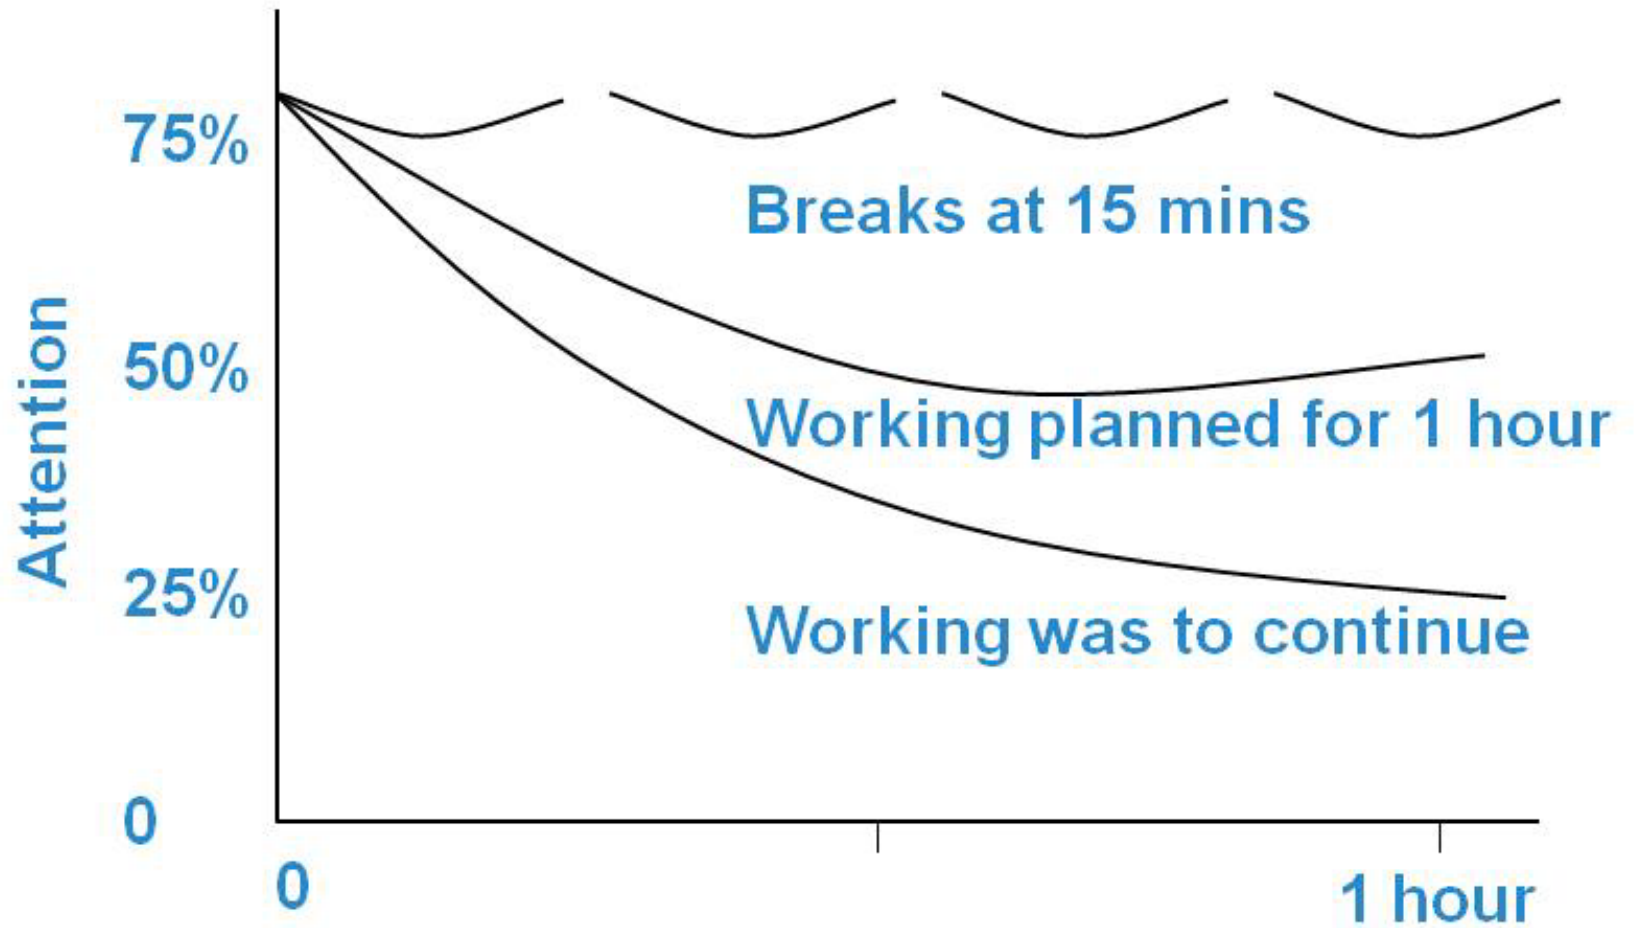 75%
Breaks at 15 mins
Attention
50%
Working planned for 1 hour
25%
Working was to continue
0
0
1 hour